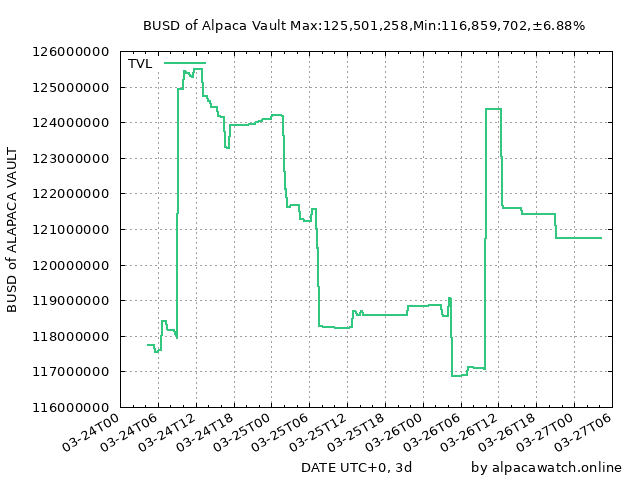 BUSD of Alpaca Vault Max:125,501,258,Min:116,859,702,±6.88%
126000000
125000000
124000000
123000000
122000000
121000000
120000000
119000000
118000000
117000000
116000000
BUSD of ALAPACA VAULT
TVL
03-24T00
03-24T06
03-24T12
03-24T18
03-25T00
03-25T06
03-25T12
03-25T18
03-26T00
03-26T06
03-26T12
03-26T18
03-27T00
03-27T06
DATE UTC+0, 3d
by alpacawatch.online